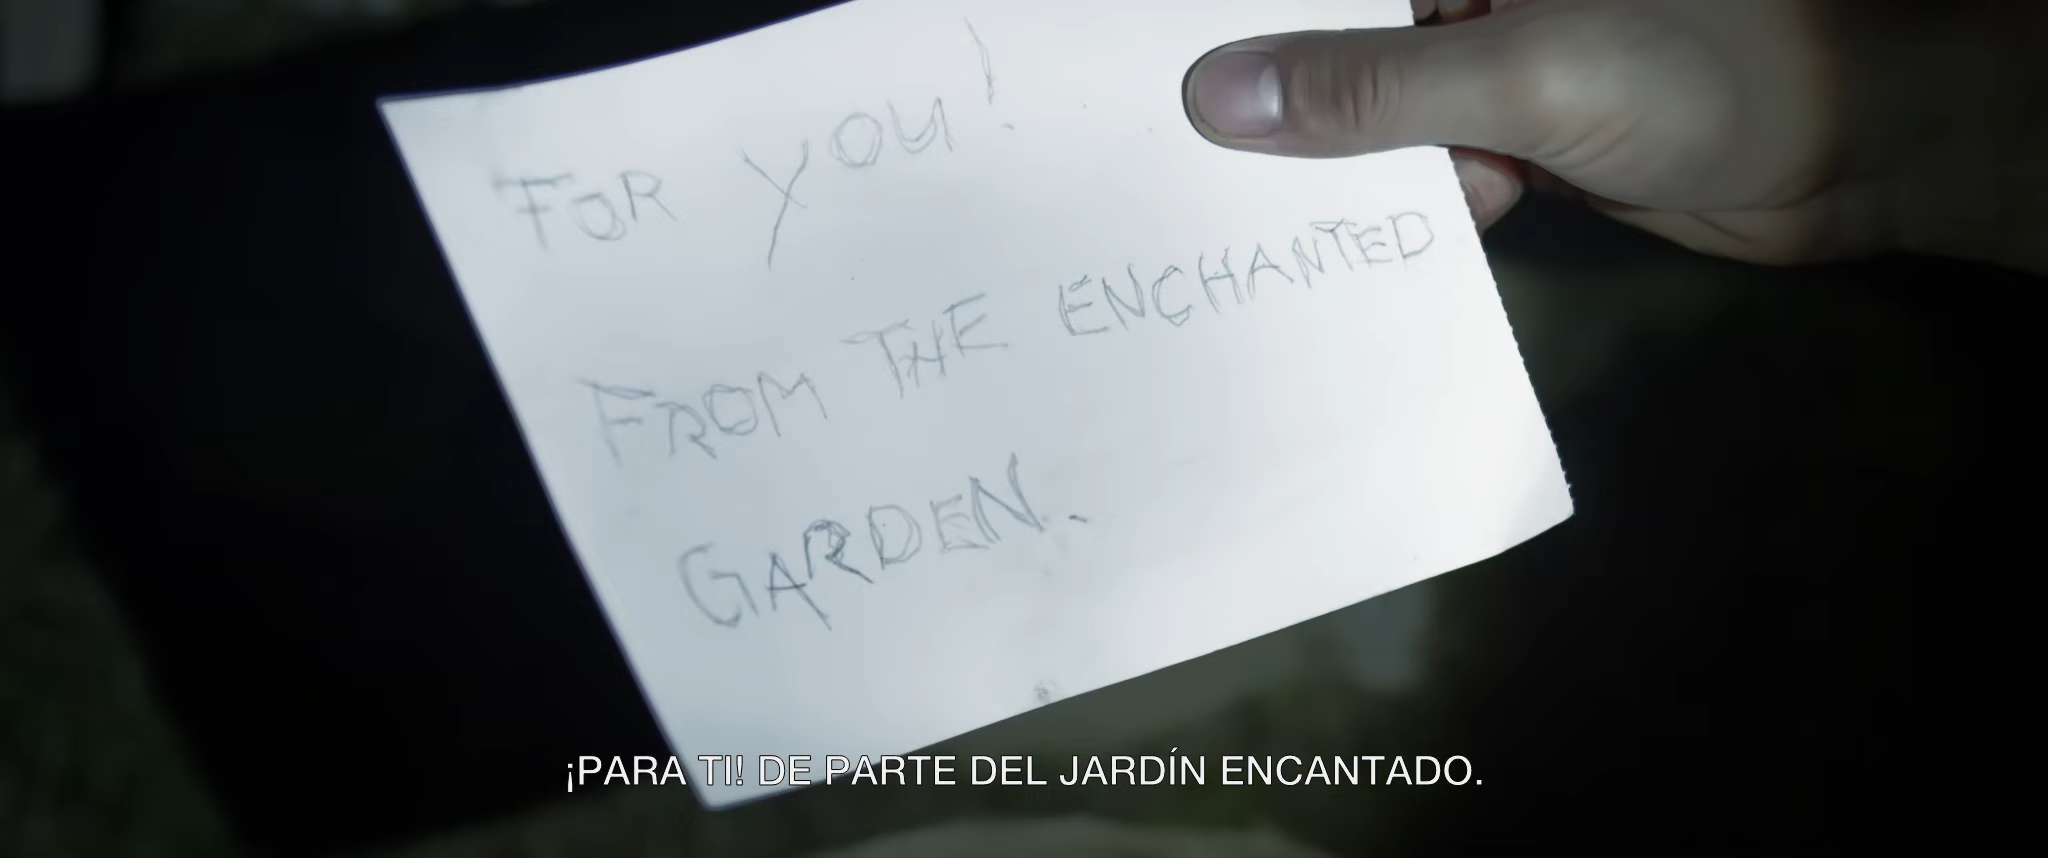 FOR YOU!
FROM THE ENCHANTED
GARDEN.
¡PARA TI! DE PARTE DEL JARDÍN ENCANTADO.